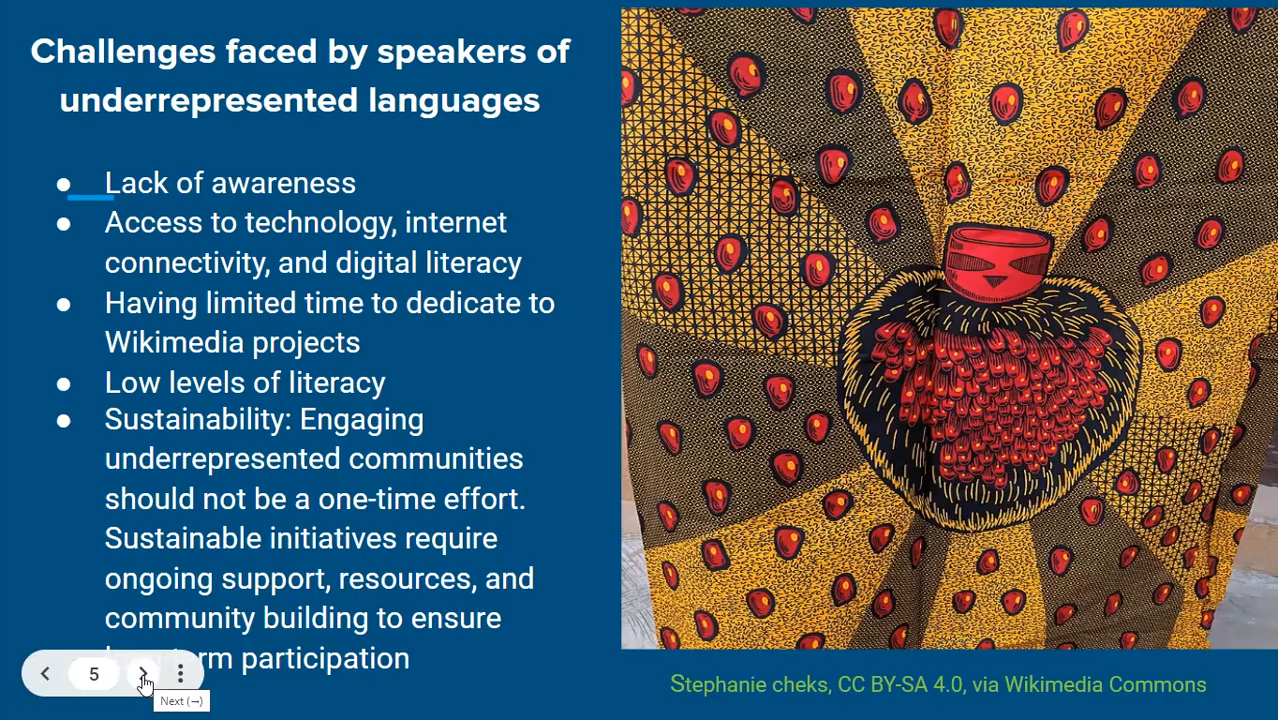 Challenges faced by speakers of
underrepresented languages
● Lack of awareness
● Access to technology, internet
connectivity, and digital literacy
● Having limited time to dedicate to
Wikimedia projects
● Low levels of literacy
● Sustainability: Engaging
underrepresented communities
should not be a one-time effort.
Sustainable initiatives require
ongoing support, resources, and
community building to ensure
participation
5
Next (→)
Stephanie cheks, CC BY-SA 4.0, via Wikimedia Commons